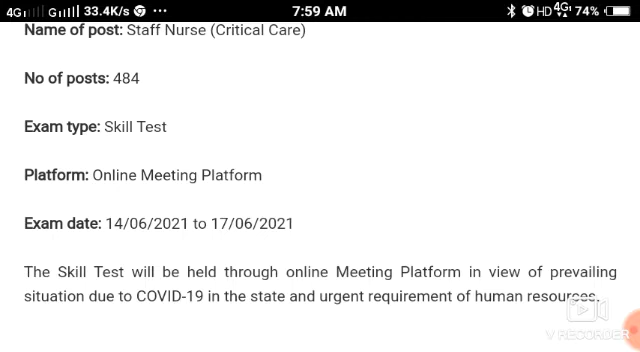 4G G 33.4K/s ... 7:59 AM HD 4G 74%
Name of post: Staff Nurse (Critical Care)
No of posts: 484
Exam type: Skill Test
Platform: Online Meeting Platform
Exam date: 14/06/2021 to 17/06/2021
The Skill Test will be held through online Meeting Platform in view of prevailing
situation due to COVID-19 in the state and urgent requirement of human resources.
V RECORDER